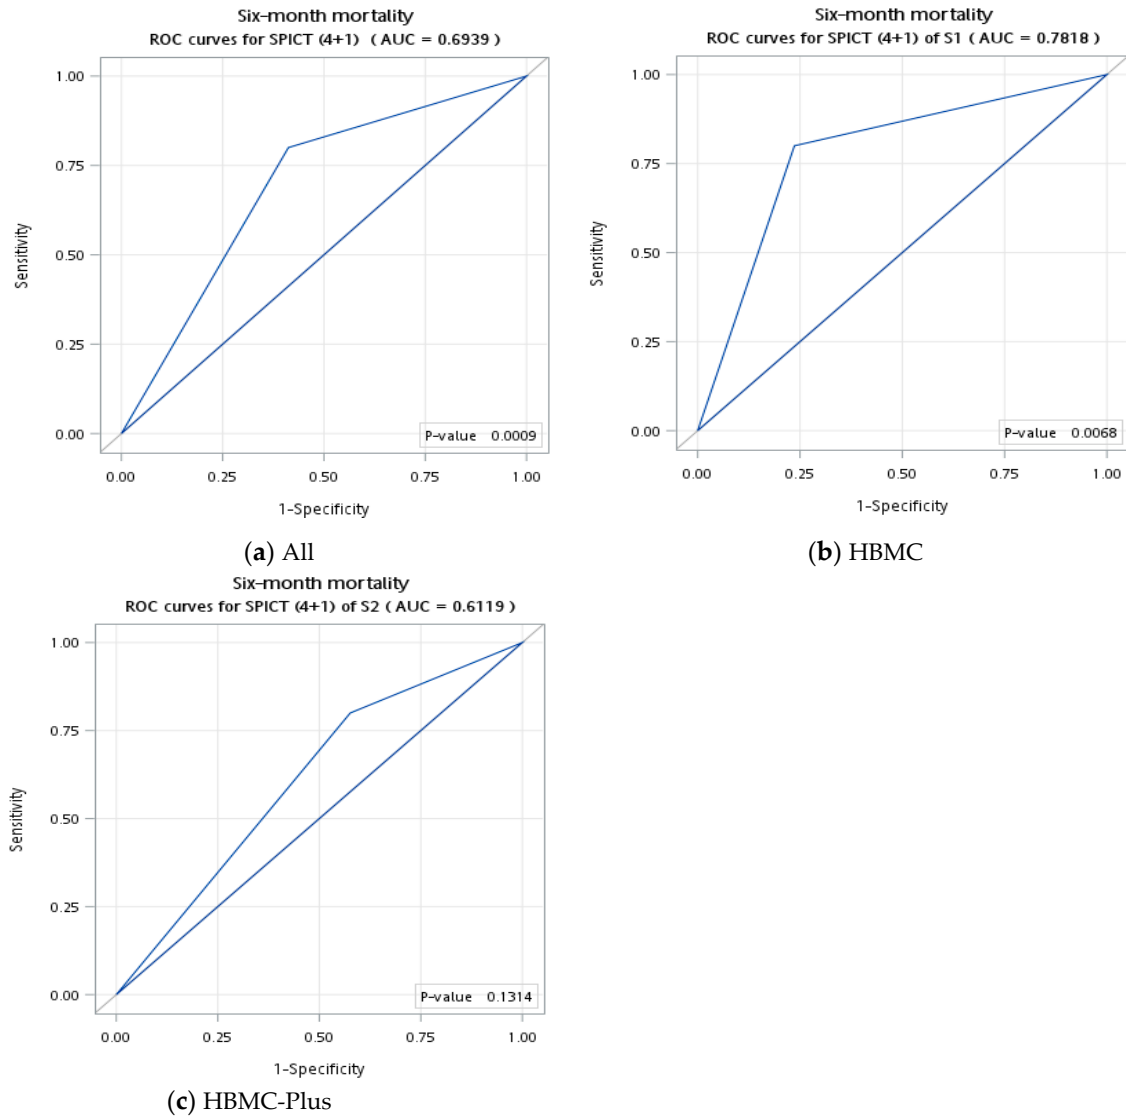 Six-month mortality
ROC curves for SPICT (4+1) ( AUC = 0.6939 )
1.00
0.75
0.50
0.25
0.00
Sensitivity
P-value 0.0009
0.00 0.25 0.50 0.75 1.00
1-Specificity
(a) All
Six-month mortality
ROC curves for SPICT (4+1) of S1 ( AUC = 0.7818 )
1.00
0.75
0.50
0.25
0.00
Sensitivity
P-value 0.0068
0.00 0.25 0.50 0.75 1.00
1-Specificity
(b) HBMC
Six-month mortality
ROC curves for SPICT (4+1) of S2 ( AUC = 0.6119 )
1.00
0.75
0.50
0.25
0.00
Sensitivity
P-value 0.1314
0.00 0.25 0.50 0.75 1.00
1-Specificity
(c) HBMC-Plus